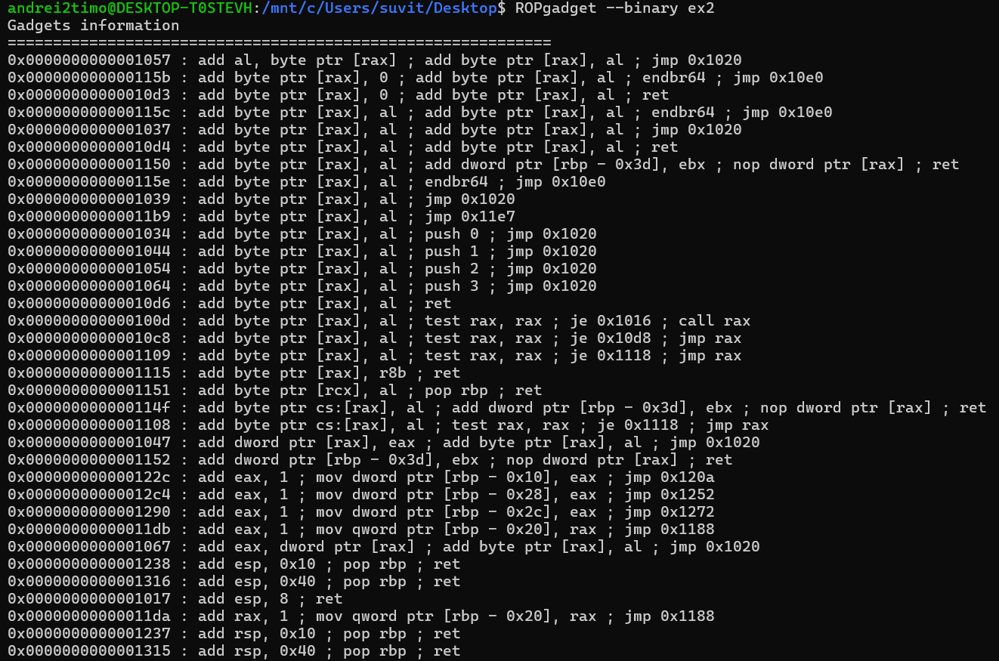 andrei2timo@DESKTOP-T0STEVH:/mnt/c/Users/suvit/Desktop$ ROPgadget --binary ex2
Gadgets information
============================================================
0x0000000000001057 : add al, byte ptr [rax] ; add byte ptr [rax], al ; jmp 0x1020
0x000000000000115b : add byte ptr [rax], 0 ; add byte ptr [rax], al ; endbr64 ; jmp 0x10e0
0x00000000000010d3 : add byte ptr [rax], 0 ; add byte ptr [rax], al ; ret
0x000000000000115c : add byte ptr [rax], al ; add byte ptr [rax], al ; endbr64 ; jmp 0x10e0
0x0000000000001037 : add byte ptr [rax], al ; add byte ptr [rax], al ; jmp 0x1020
0x00000000000010d4 : add byte ptr [rax], al ; add byte ptr [rax], al ; ret
0x0000000000001150 : add byte ptr [rax], al ; add dword ptr [rbp - 0x3d], ebx ; nop dword ptr [rax] ; ret
0x000000000000115e : add byte ptr [rax], al ; endbr64 ; jmp 0x10e0
0x0000000000001039 : add byte ptr [rax], al ; jmp 0x1020
0x00000000000011b9 : add byte ptr [rax], al ; jmp 0x11e7
0x0000000000001034 : add byte ptr [rax], al ; push 0 ; jmp 0x1020
0x0000000000001044 : add byte ptr [rax], al ; push 1 ; jmp 0x1020
0x0000000000001054 : add byte ptr [rax], al ; push 2 ; jmp 0x1020
0x0000000000001064 : add byte ptr [rax], al ; push 3 ; jmp 0x1020
0x00000000000010d6 : add byte ptr [rax], al ; ret
0x000000000000100d : add byte ptr [rax], al ; test rax, rax ; je 0x1016 ; call rax
0x00000000000010c8 : add byte ptr [rax], al ; test rax, rax ; je 0x10d8 ; jmp rax
0x0000000000001109 : add byte ptr [rax], al ; test rax, rax ; je 0x1118 ; jmp rax
0x0000000000001115 : add byte ptr [rax], r8b ; ret
0x0000000000001151 : add byte ptr [rcx], al ; pop rbp ; ret
0x000000000000114f : add byte ptr cs:[rax], al ; add dword ptr [rbp - 0x3d], ebx ; nop dword ptr [rax] ; ret
0x0000000000001108 : add byte ptr cs:[rax], al ; test rax, rax ; je 0x1118 ; jmp rax
0x0000000000001047 : add dword ptr [rax], eax ; add byte ptr [rax], al ; jmp 0x1020
0x0000000000001152 : add dword ptr [rbp - 0x3d], ebx ; nop dword ptr [rax] ; ret
0x000000000000122c : add eax, 1 ; mov dword ptr [rbp - 0x10], eax ; jmp 0x120a
0x00000000000012c4 : add eax, 1 ; mov dword ptr [rbp - 0x28], eax ; jmp 0x1252
0x0000000000001290 : add eax, 1 ; mov dword ptr [rbp - 0x2c], eax ; jmp 0x1272
0x00000000000011db : add eax, 1 ; mov qword ptr [rbp - 0x20], rax ; jmp 0x1188
0x0000000000001067 : add eax, dword ptr [rax] ; add byte ptr [rax], al ; jmp 0x1020
0x0000000000001238 : add esp, 0x10 ; pop rbp ; ret
0x0000000000001316 : add esp, 0x40 ; pop rbp ; ret
0x0000000000001017 : add esp, 8 ; ret
0x00000000000011da : add rax, 1 ; mov qword ptr [rbp - 0x20], rax ; jmp 0x1188
0x0000000000001237 : add rsp, 0x10 ; pop rbp ; ret
0x0000000000001315 : add rsp, 0x40 ; pop rbp ; ret